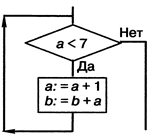 a < 7
Нет
Да
a: = a + 1
b: = b + a